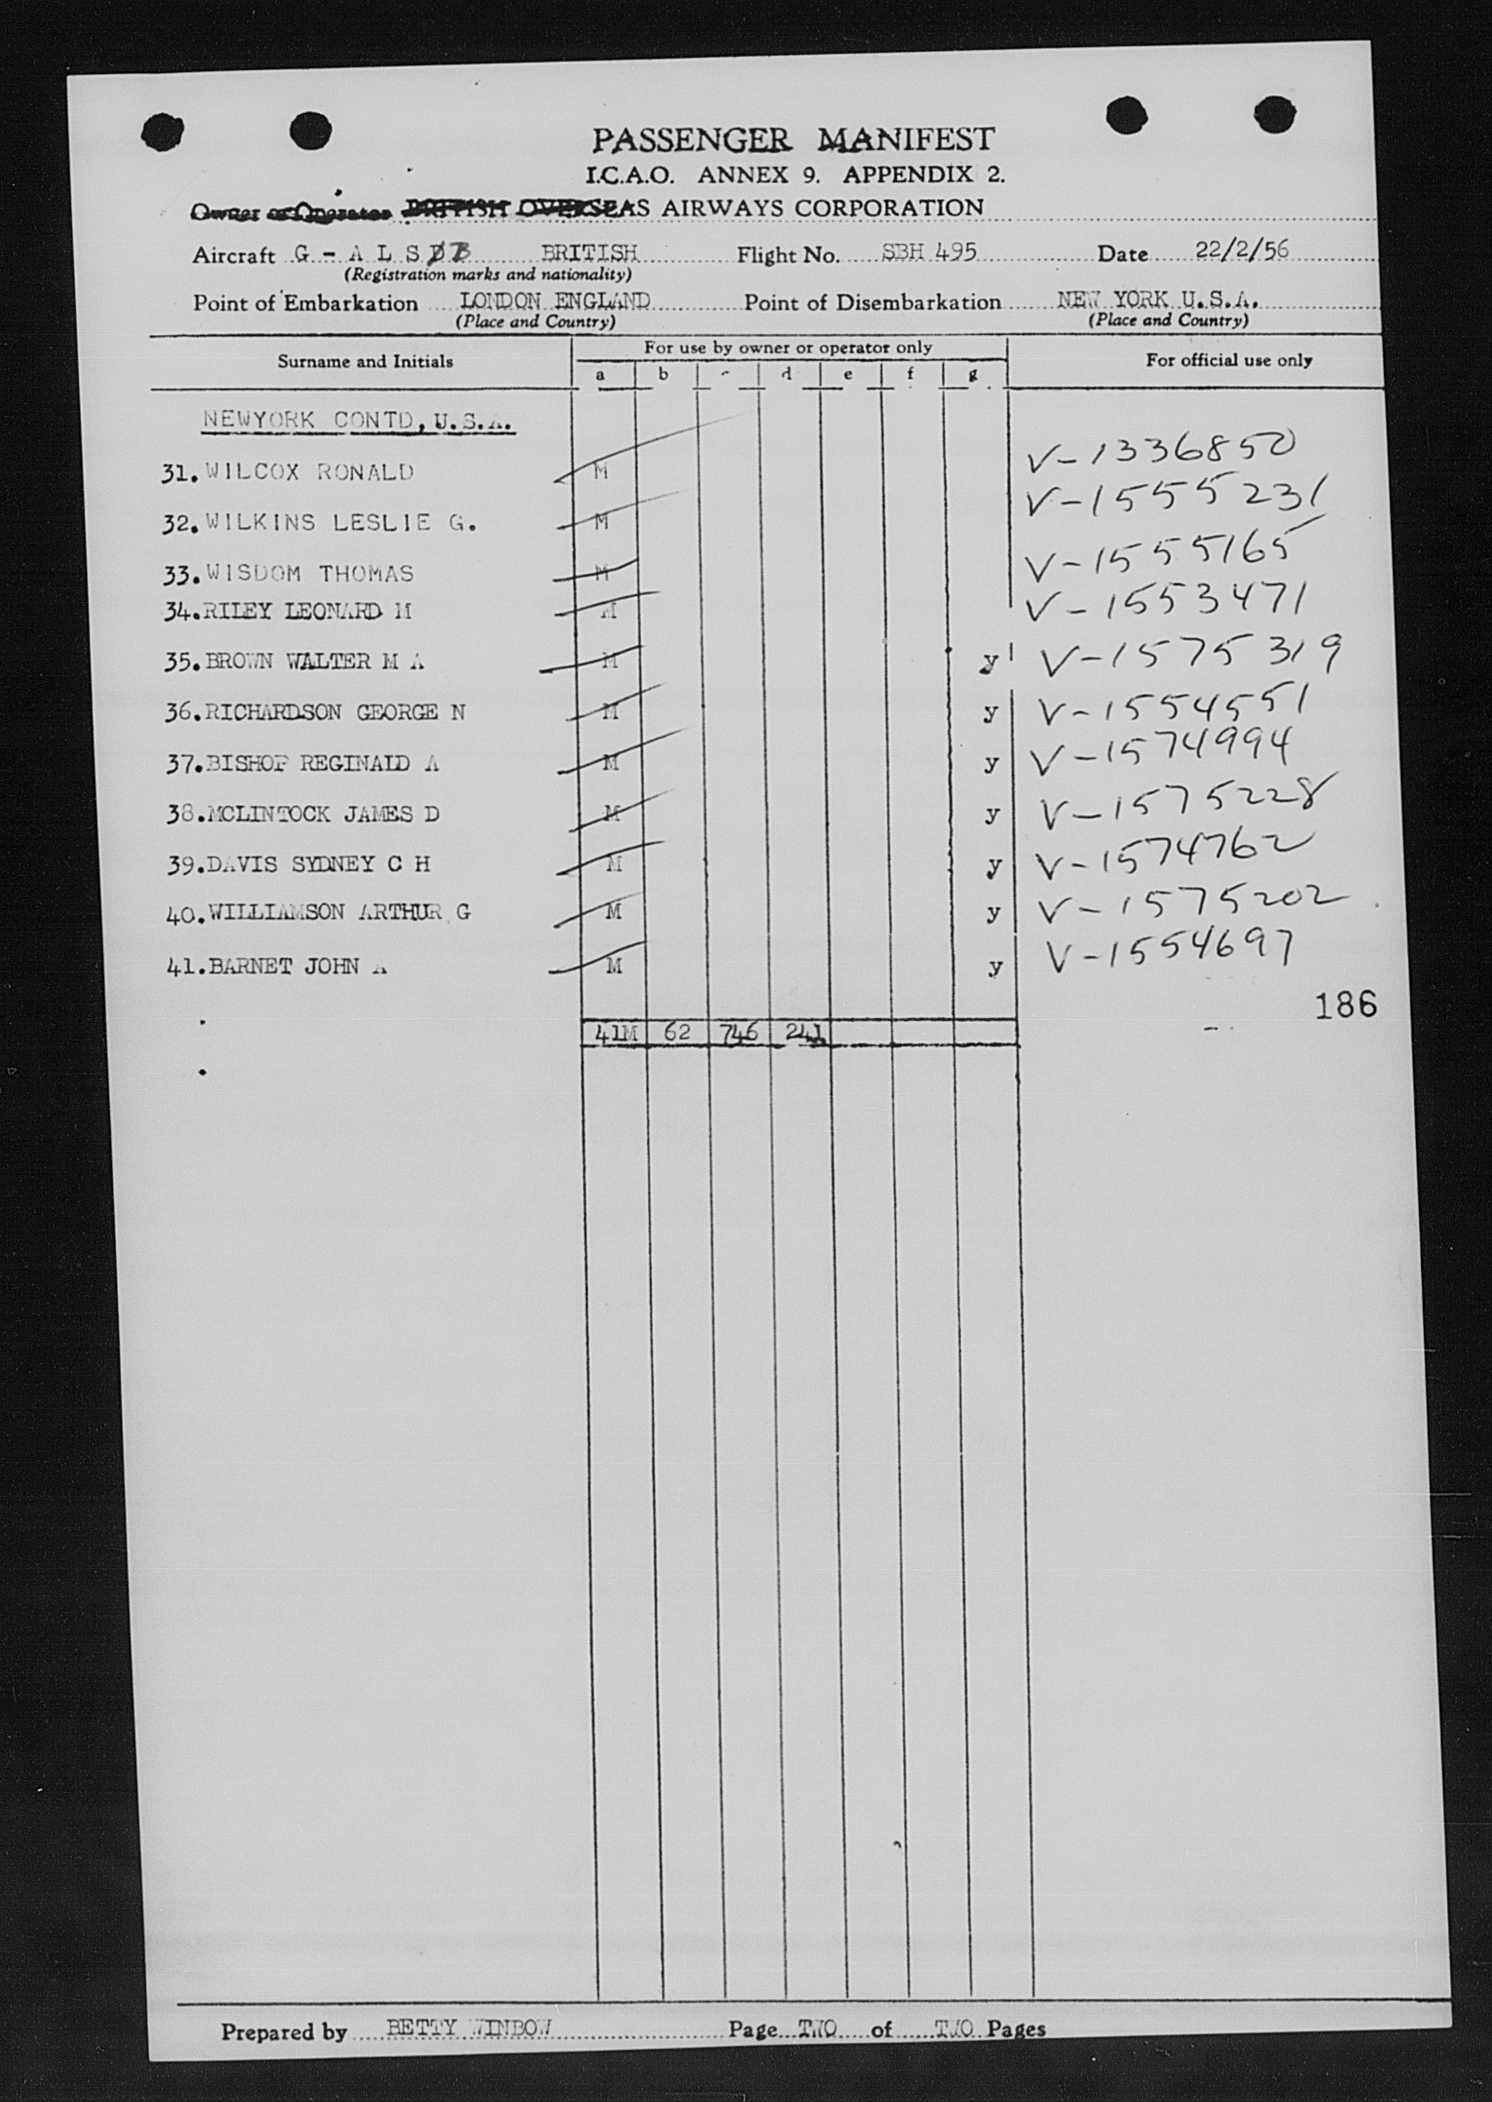 PASSENGER MANIFEST
I.C.A.O. ANNEX 9. APPENDIX 2.
Owner or Operator BRITISH OVERSEAS AIRWAYS CORPORATION
Aircraft G - A L S D B BRITISH Flight No. SBH 495 Date 22/2/56
(Registration marks and nationality)
Point of Embarkation LONDON ENGLAND Point of Disembarkation NEW YORK U.S.A.
(Place and Country) (Place and Country)
Surname and Initials For use by owner or operator only For official use only
a b c d e f g
NEWYORK CONTD, U.S.A.
31. WILCOX RONALD M V-1336850
32. WILKINS LESLIE G. M V-1555231
33. WISDOM THOMAS M V-1555165
34. RILEY LEONARD M M V-1553471
35. BROWN WALTER M A M y V-1575319
36. RICHARDSON GEORGE N M y V-1554551
37. BISHOP REGINALD A M y V-1574994
38. MCLINTOCK JAMES D M y V-1575228
39. DAVIS SYDNEY C H M y V-1574762
40. WILLIAMSON ARTHUR G M y V-1575202
41. BARNET JOHN A M y V-1554697
186
41M 62 746 241
Prepared by BETTY WINBOW Page TWO of TWO Pages